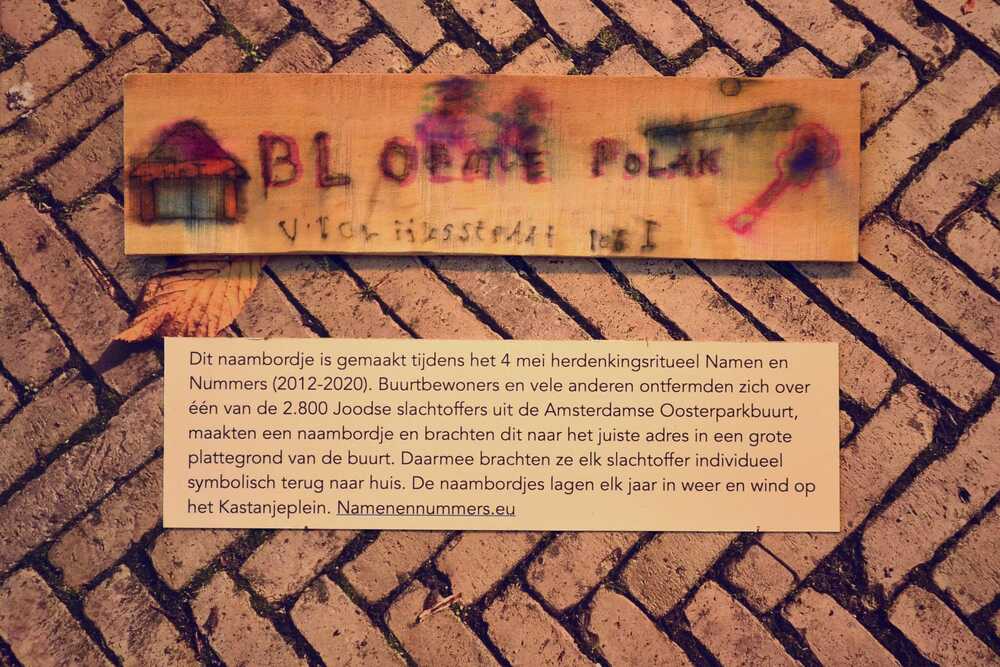 BLOEMIE POLAK
Dit naambordje is gemaakt tijdens het 4 mei herdenkingsritueel Namen en
Nummers (2012-2020). Buurtbewoners en vele anderen ontfermden zich over
één van de 2.800 Joodse slachtoffers uit de Amsterdamse Oosterparkbuurt,
maakten een naambordje en brachten dit naar het juiste adres in een grote
plattegrond van de buurt. Daarmee brachten ze elk slachtoffer individueel
symbolisch terug naar huis. De naambordjes lagen elk jaar in weer en wind op
het Kastanjeplein. Namenennummers.eu